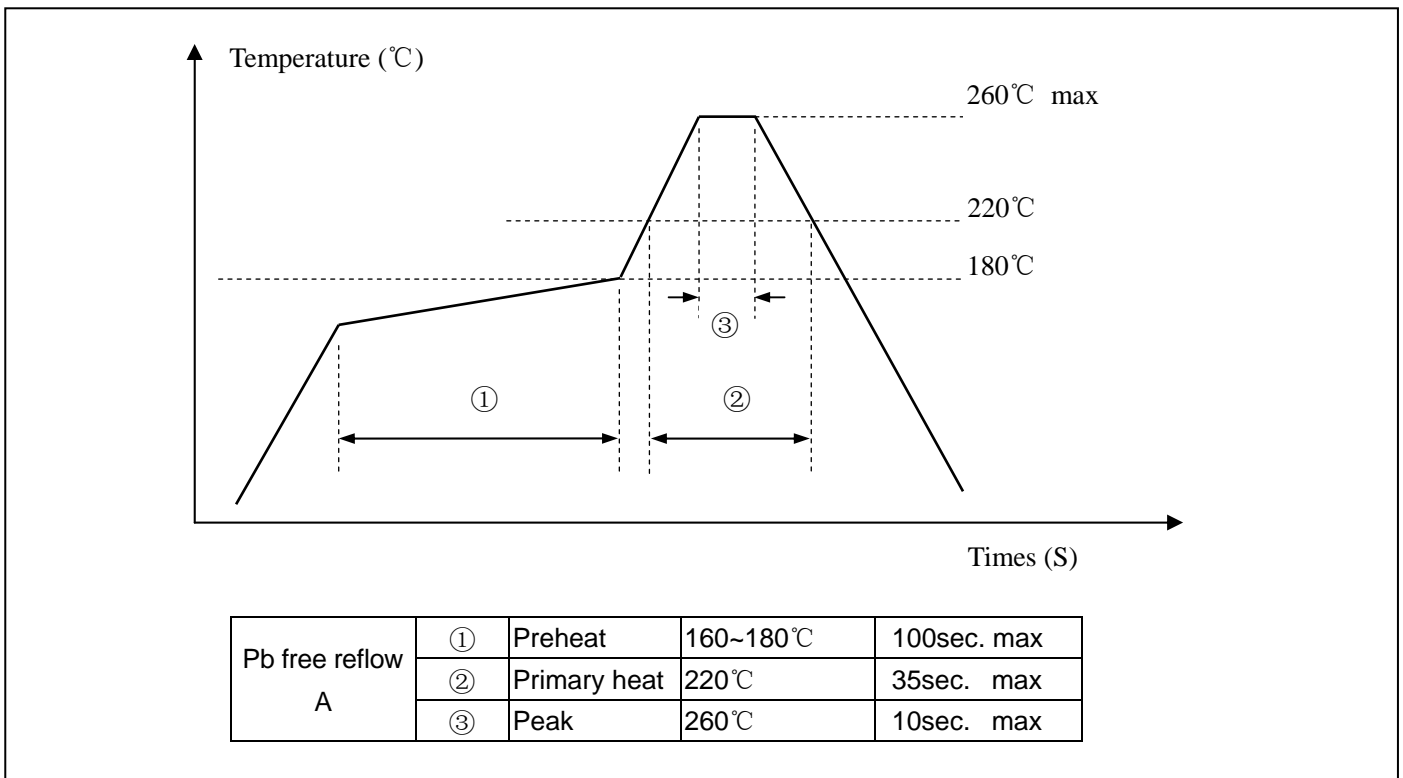 Temperature (℃)
260℃ max
220℃
180℃
③
① ②
Times (S)
Pb free reflow A
① Preheat 160~180℃ 100sec. max
② Primary heat 220℃ 35sec. max
③ Peak 260℃ 10sec. max